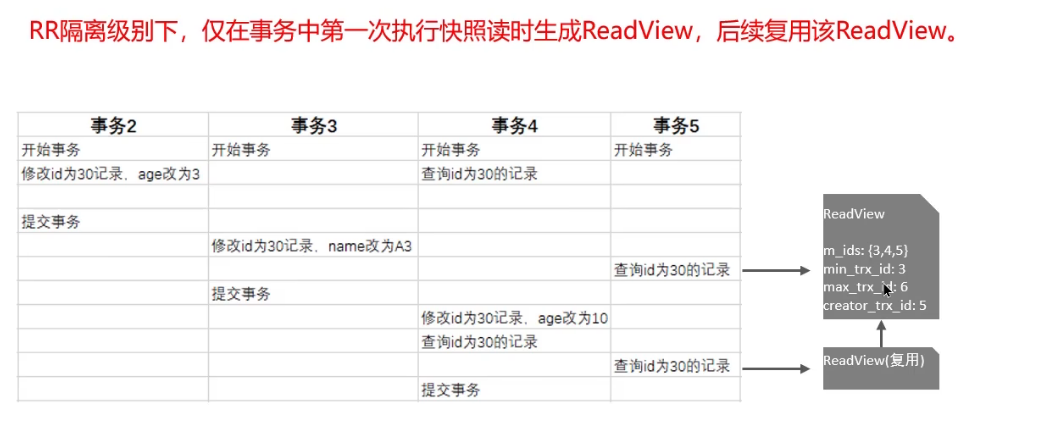 RR隔离级别下，仅在事务中第一次执行快照读时生成ReadView，后续复用该ReadView。
事务2 事务3 事务4 事务5
开始事务 开始事务 开始事务 开始事务
修改id为30记录，age改为3 查询id为30的记录
提交事务
修改id为30记录，name改为A3
查询id为30的记录
提交事务
修改id为30记录，age改为10
查询id为30的记录
查询id为30的记录
提交事务
ReadView
m_ids: {3,4,5}
min_trx_id: 3
max_trx_id: 6
creator_trx_id: 5
ReadView(复用)